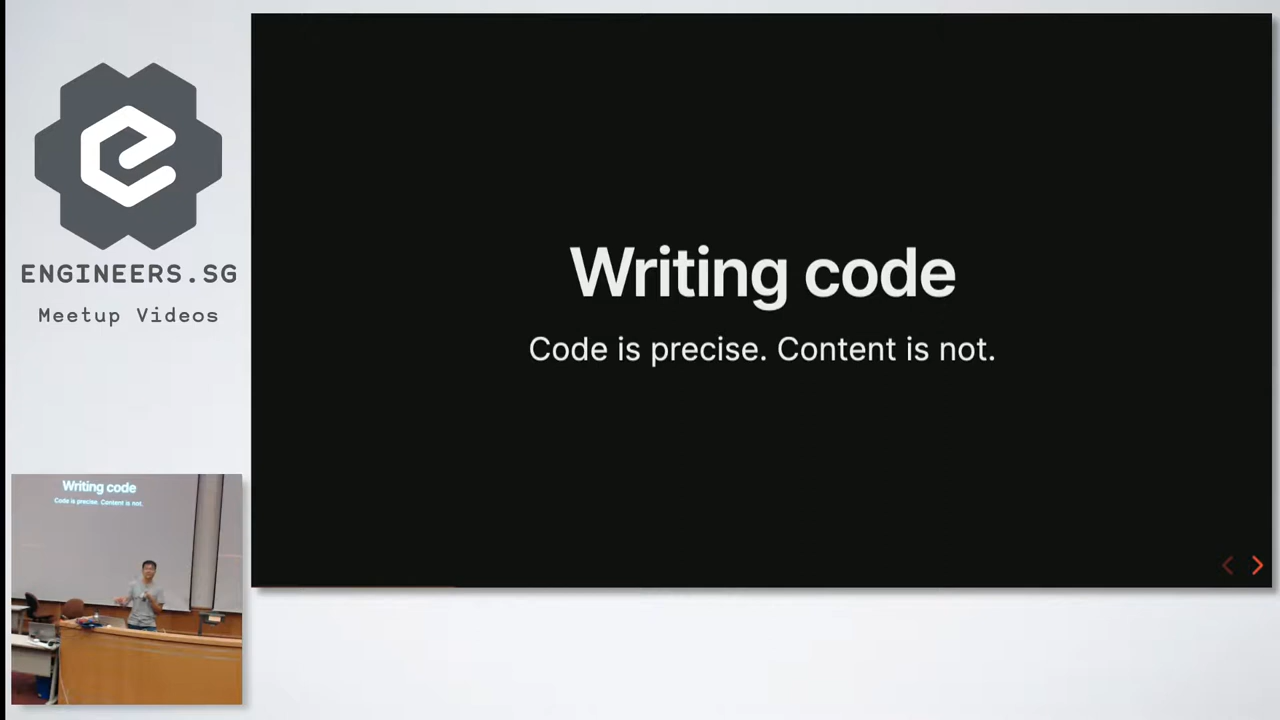 ENGINEERS.SG
Meetup Videos
Writing code
Code is precise. Content is not.
Writing code
Code is precise. Content is not.